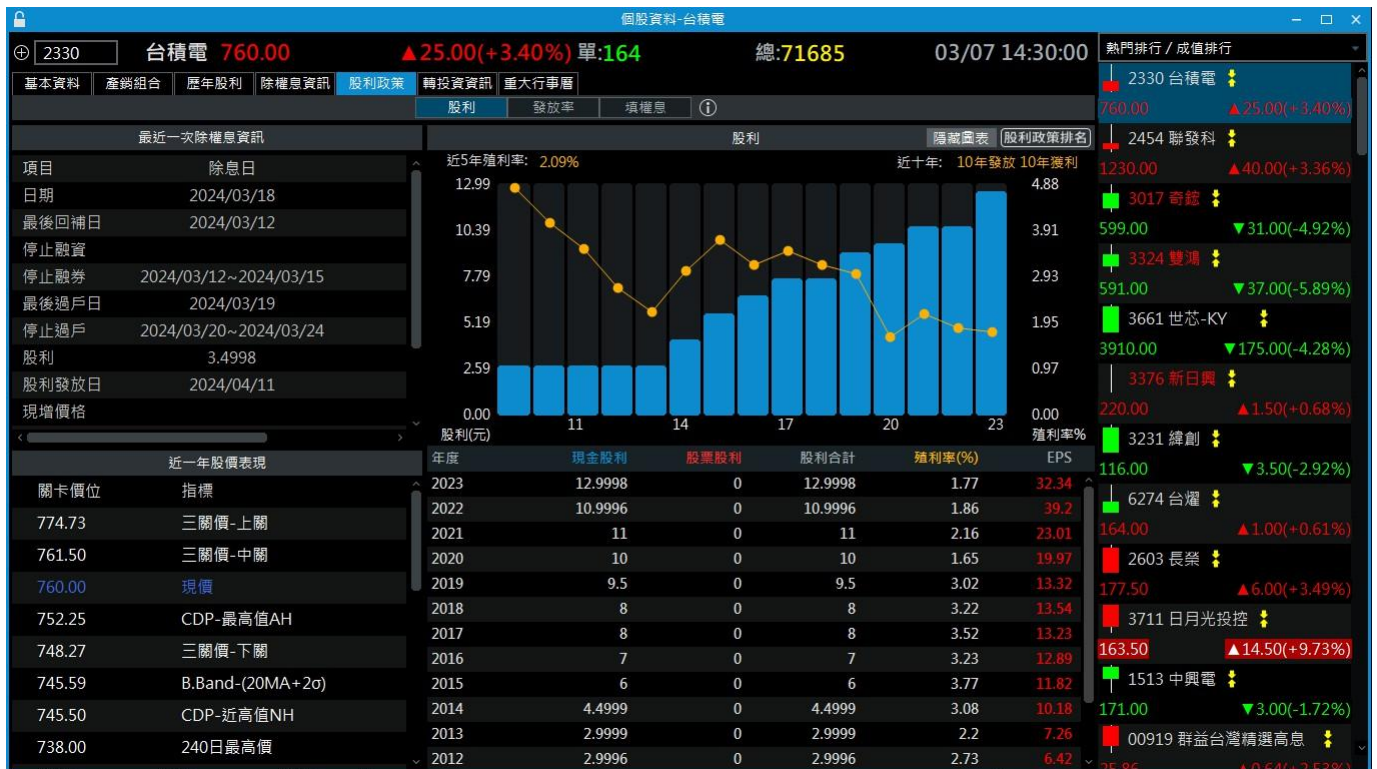 個股資料-台積電
2330 台積電 760.00 ▲25.00(+3.40%) 單:164 總:71685 03/07 14:30:00
基本資料 產銷組合 歷年股利 除權息資訊 股利政策 轉投資資訊 重大行事曆
股利 發放率 填權息
最近一次除權息資訊
項目 除息日
日期 2024/03/18
最後回補日 2024/03/12
停止融資
停止融券 2024/03/12~2024/03/15
最後過戶日 2024/03/19
停止過戶 2024/03/20~2024/03/24
股利 3.4998
股利發放日 2024/04/11
現增價格
近一年股價表現
關卡價位 指標
774.73 三關價-上關
761.50 三關價-中關
760.00 現價
752.25 CDP-最高值AH
748.27 三關價-下關
745.59 B.Band-(20MA+2σ)
745.50 CDP-近高值NH
738.00 240日最高價
股利 隱藏圖表 股利政策排名
近5年殖利率: 2.09% 近十年: 10年發放 10年獲利
12.99 4.88
10.39 3.91
7.79 2.93
5.19 1.95
2.59 0.97
0.00 0.00
11 14 17 20 23
股利(元) 殖利率%
年度 現金股利 股票股利 股利合計 殖利率(%) EPS
2023 12.9998 0 12.9998 1.77 32.34
2022 10.9996 0 10.9996 1.86 39.2
2021 11 0 11 2.16 23.01
2020 10 0 10 1.65 19.97
2019 9.5 0 9.5 3.02 13.32
2018 8 0 8 3.22 13.54
2017 8 0 8 3.52 13.23
2016 7 0 7 3.23 12.89
2015 6 0 6 3.77 11.82
2014 4.4999 0 4.4999 3.08 10.18
2013 2.9999 0 2.9999 2.2 7.26
2012 2.9996 0 2.9996 2.73 6.42
熱門排行 / 成值排行
2330 台積電
760.00 ▲25.00(+3.40%)
2454 聯發科
1230.00 ▲40.00(+3.36%)
3017 奇鋐
599.00 ▼31.00(-4.92%)
3324 雙鴻
591.00 ▼37.00(-5.89%)
3661 世芯-KY
3910.00 ▼175.00(-4.28%)
3376 新日興
220.00 ▲1.50(+0.68%)
3231 緯創
116.00 ▼3.50(-2.92%)
6274 台燿
164.00 ▲1.00(+0.61%)
2603 長榮
177.50 ▲6.00(+3.49%)
3711 日月光投控
163.50 ▲14.50(+9.73%)
1513 中興電
171.00 ▼3.00(-1.72%)
00919 群益台灣精選高息